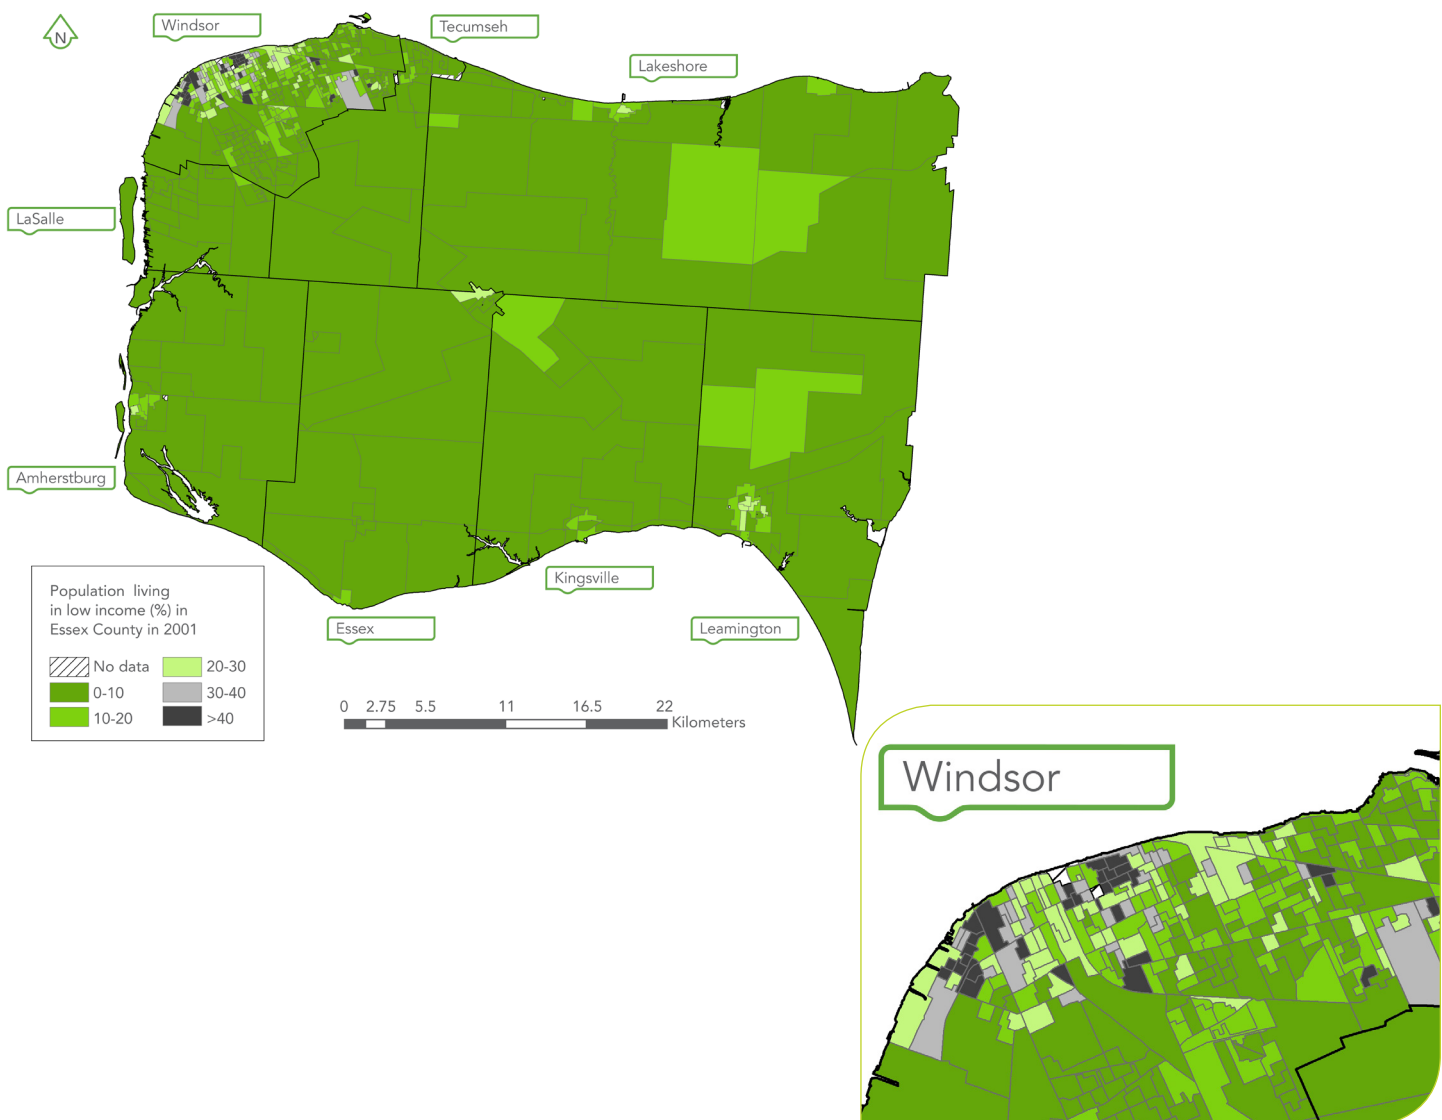 N
Windsor
Tecumseh
Lakeshore
LaSalle
Amherstburg
Kingsville
Essex
Leamington
Population living
in low income (%) in
Essex County in 2001
No data
20-30
0-10
30-40
10-20
>40
0 2.75 5.5 11 16.5 22
Kilometers
Windsor